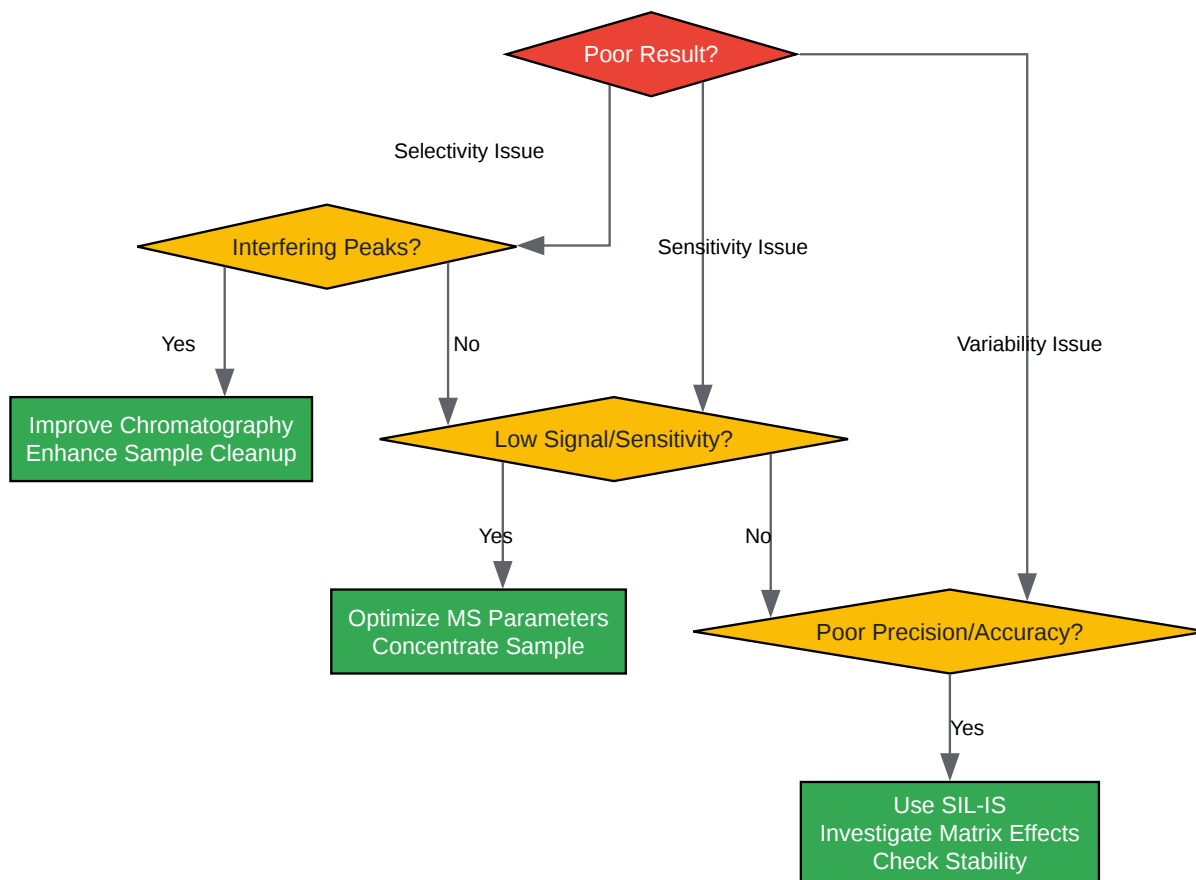 Poor Result?
Selectivity Issue
Interfering Peaks?
Sensitivity Issue
Yes
No
Variability Issue
Improve Chromatography
Enhance Sample Cleanup
Low Signal/Sensitivity?
Yes
No
Optimize MS Parameters
Concentrate Sample
Poor Precision/Accuracy?
Yes
Use SIL-IS
Investigate Matrix Effects
Check Stability